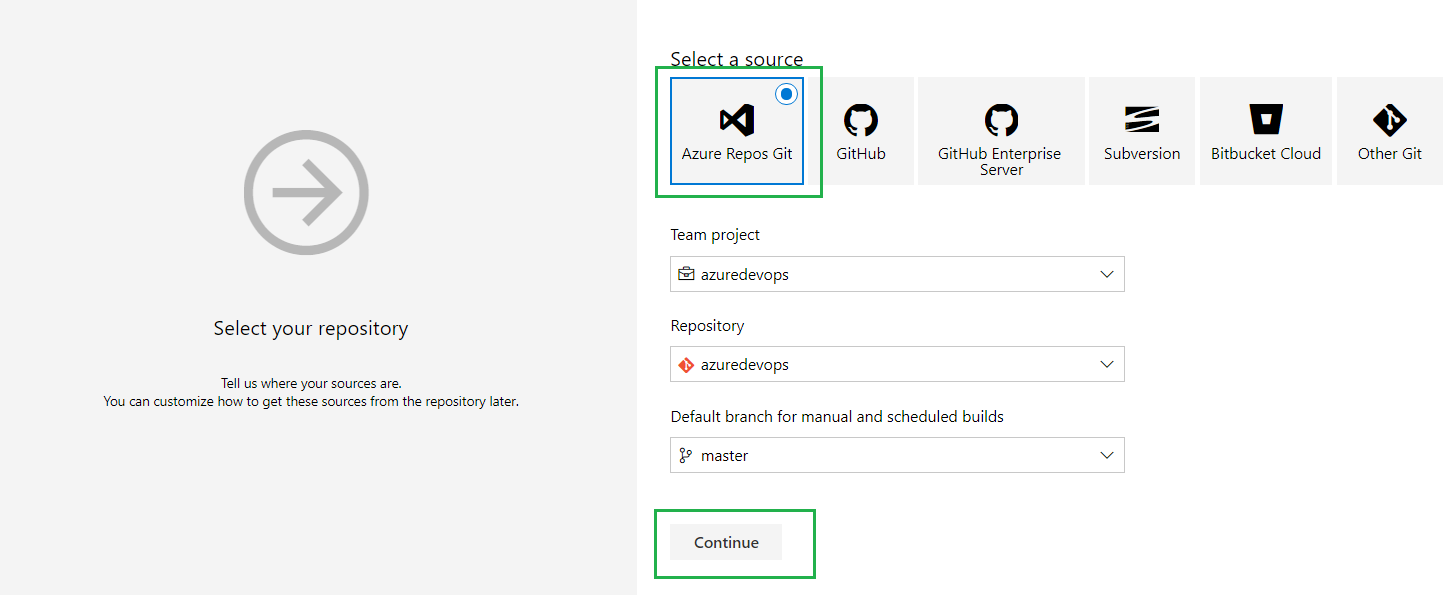 Select a source
Azure Repos Git
GitHub
GitHub Enterprise
Server
Subversion
Bitbucket Cloud
Other Git
Select your repository
Tell us where your sources are.
You can customize how to get these sources from the repository later.
Team project
azuredevops
Repository
azuredevops
Default branch for manual and scheduled builds
master
Continue